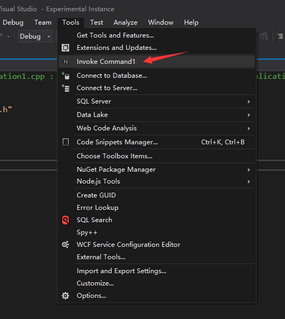 Visual Studio - Experimental Instance
Debug Team Tools Test Analyze Window Help
Debug
Get Tools and Features...
Extensions and Updates...
Invoke Command1
Connect to Database...
Connect to Server...
SQL Server
Data Lake
Web Code Analysis
Code Snippets Manager... Ctrl+K, Ctrl+B
Choose Toolbox Items...
NuGet Package Manager
Node.js Tools
Create GUID
Error Lookup
SQL Search
Spy++
WCF Service Configuration Editor
External Tools...
Import and Export Settings...
Customize...
Options...